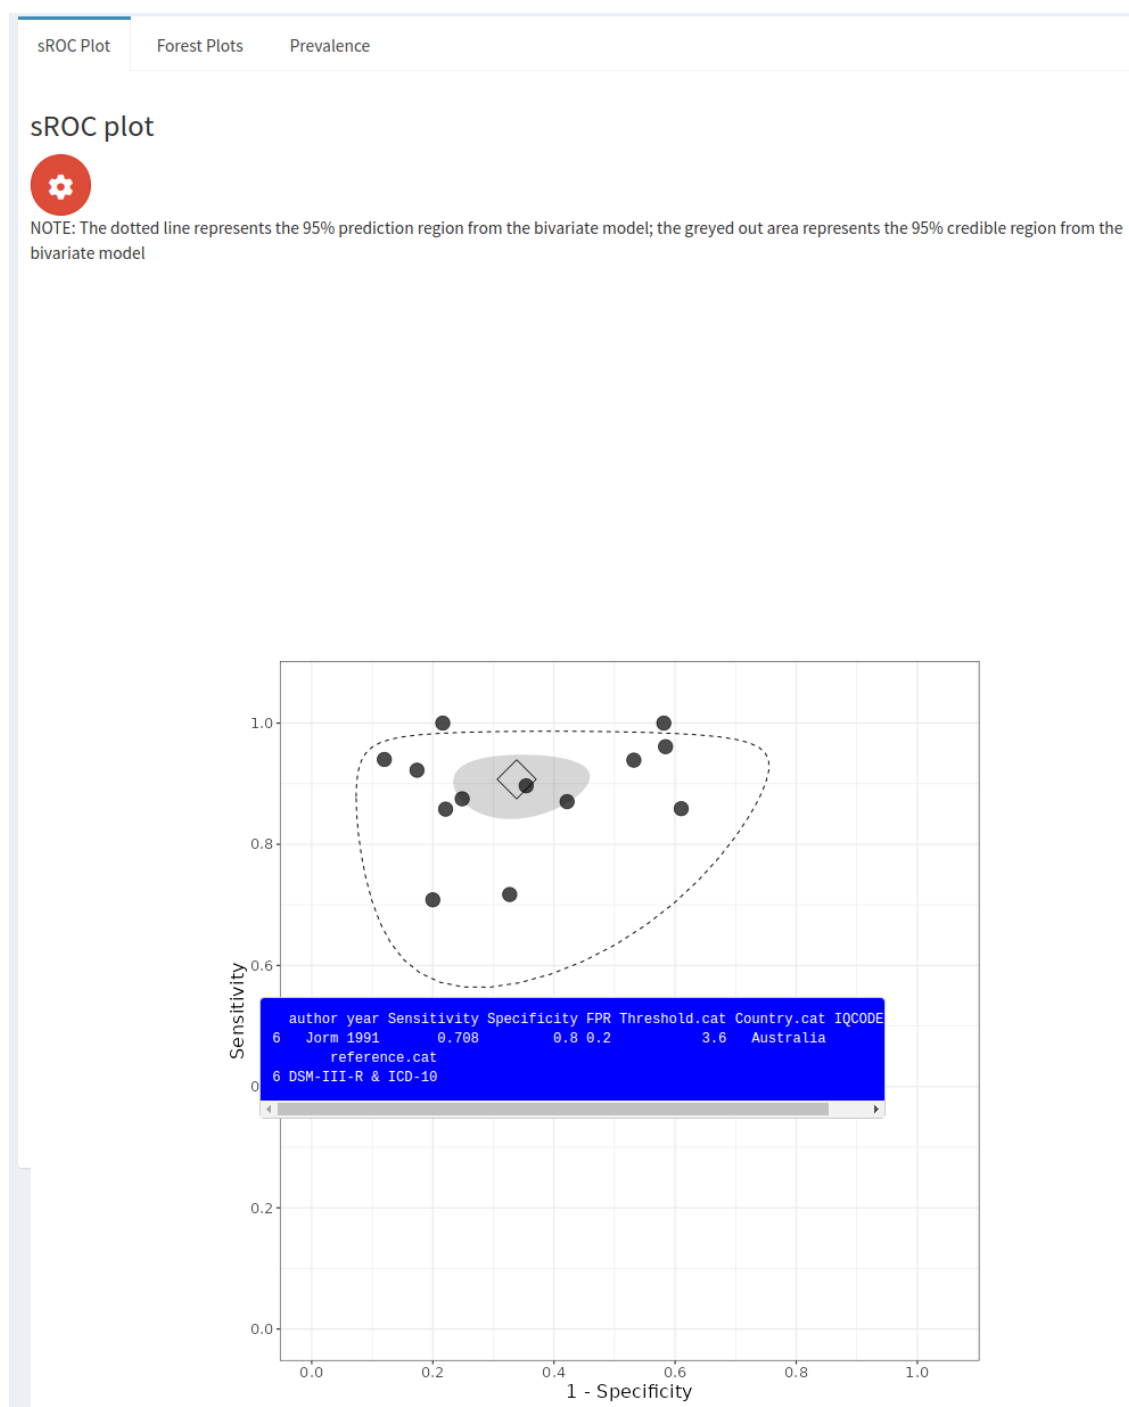 sROC Plot
Forest Plots
Prevalence
sROC plot
NOTE: The dotted line represents the 95% prediction region from the bivariate model; the greyed out area represents the 95% credible region from the
bivariate model
1.0
0.8
0.6
Sensitivity
author year Sensitivity Specificity FPR Threshold.cat Country.cat IQCODE
6 Jorm 1991 0.708 0.8 0.2 3.6 Australia
reference.cat
6 DSM-III-R & ICD-10
0
0.2
0.0
0.0 0.2 0.4 0.6 0.8 1.0
1 - Specificity